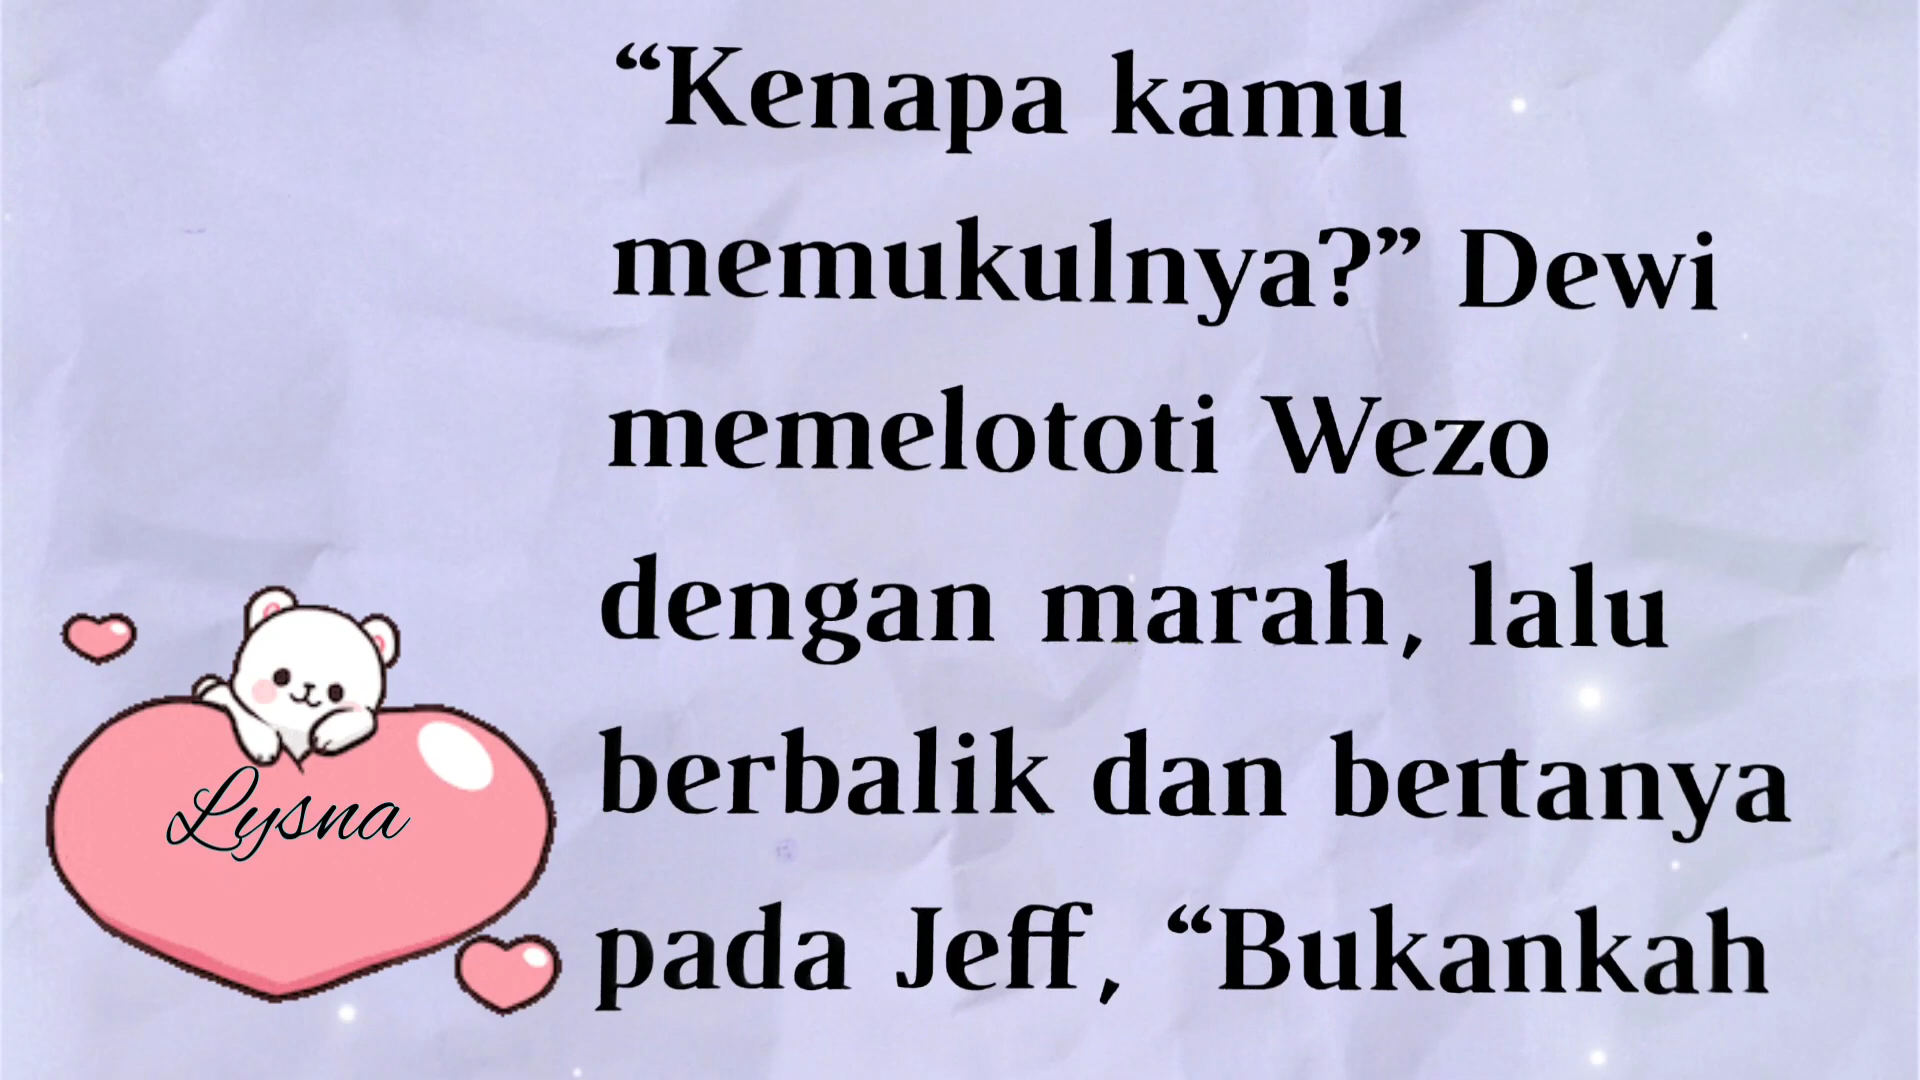 “Kenapa kamu
memukulnya?” Dewi
memelototi Wezo
dengan marah, lalu
berbalik dan bertanya
pada Jeff, “Bukankah
Lysna